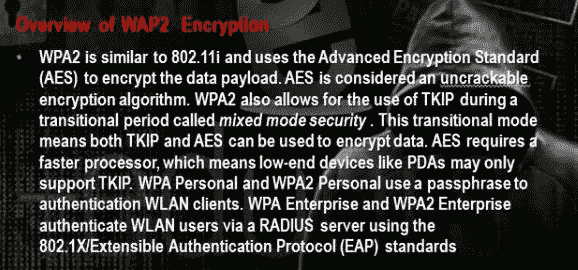 Overview of WAP2 Encryption
• WPA2 is similar to 802.11i and uses the Advanced Encryption Standard
(AES) to encrypt the data payload. AES is considered an uncrackable
encryption algorithm. WPA2 also allows for the use of TKIP during a
transitional period called mixed mode security . This transitional mode
means both TKIP and AES can be used to encrypt data. AES requires a
faster processor, which means low-end devices like PDAs may only
support TKIP. WPA Personal and WPA2 Personal use a passphrase to
authentication WLAN clients. WPA Enterprise and WPA2 Enterprise
authenticate WLAN users via a RADIUS server using the
802.1X/Extensible Authentication Protocol (EAP) standards